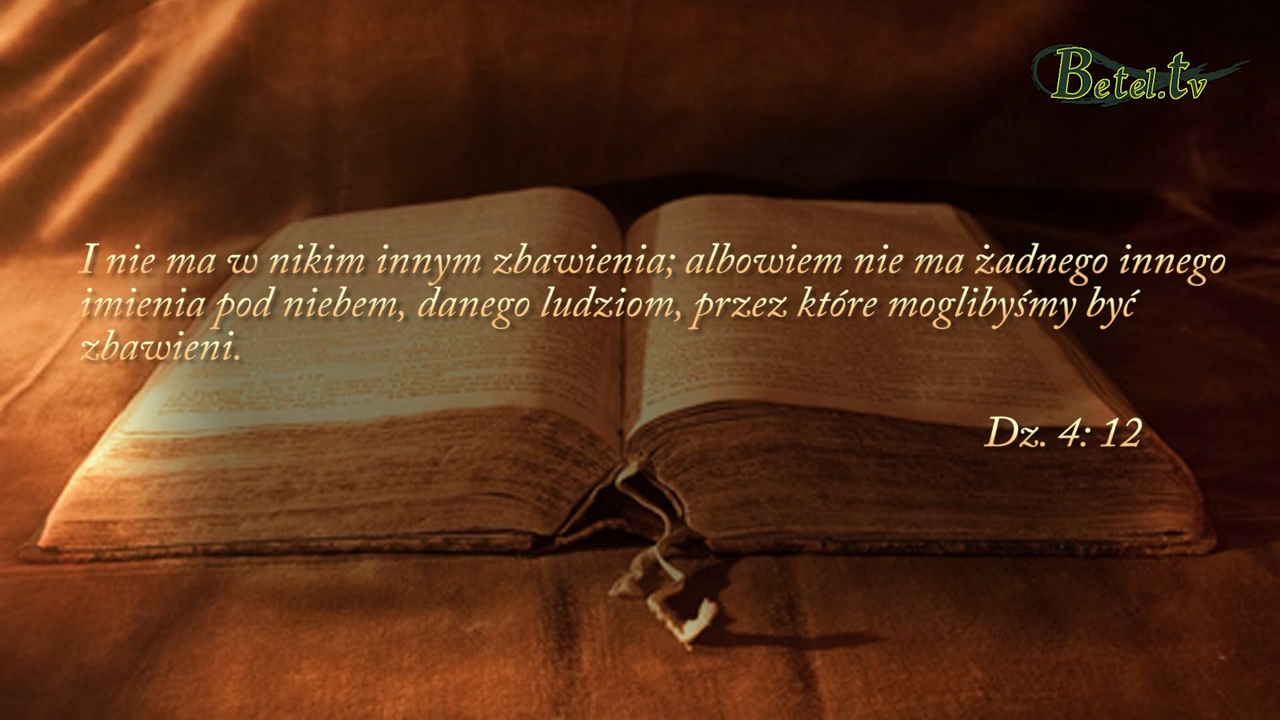 Betel.tv
I nie ma w nikim innym zbawienia; albowiem nie ma żadnego innego
imienia pod niebem, danego ludziom, przez które moglibyśmy być
zbawieni.
Dz. 4: 12